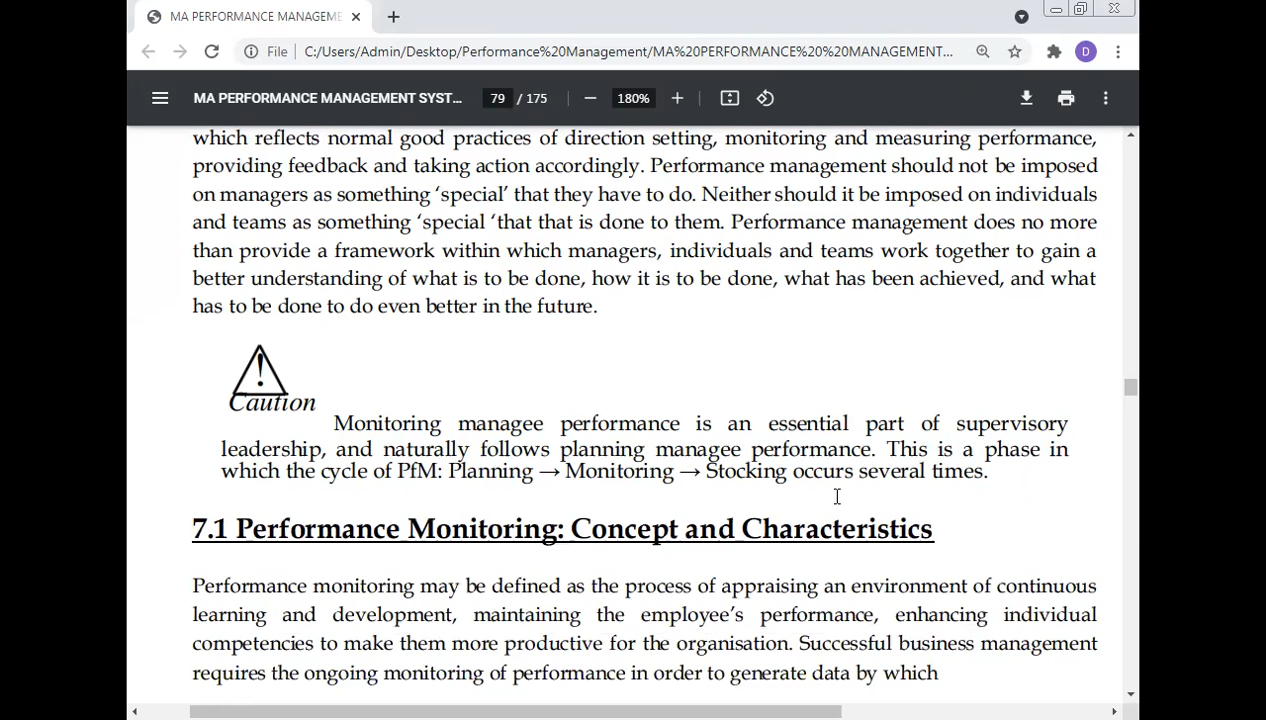 MA PERFORMANCE MANAGEME
File
C:/Users/Admin/Desktop/Performance%20Management/MA%20PERFORMANCE%20%20MANAGEMENT...
D
MA PERFORMANCE MANAGEMENT SYST...
79 / 175
180%
which reflects normal good practices of direction setting, monitoring and measuring performance,
providing feedback and taking action accordingly. Performance management should not be imposed
on managers as something ‘special’ that they have to do. Neither should it be imposed on individuals
and teams as something ‘special ‘that that is done to them. Performance management does no more
than provide a framework within which managers, individuals and teams work together to gain a
better understanding of what is to be done, how it is to be done, what has been achieved, and what
has to be done to do even better in the future.
!
Caution
Monitoring managee performance is an essential part of supervisory
leadership, and naturally follows planning managee performance. This is a phase in
which the cycle of PfM: Planning → Monitoring → Stocking occurs several times.
7.1 Performance Monitoring: Concept and Characteristics
Performance monitoring may be defined as the process of appraising an environment of continuous
learning and development, maintaining the employee’s performance, enhancing individual
competencies to make them more productive for the organisation. Successful business management
requires the ongoing monitoring of performance in order to generate data by which